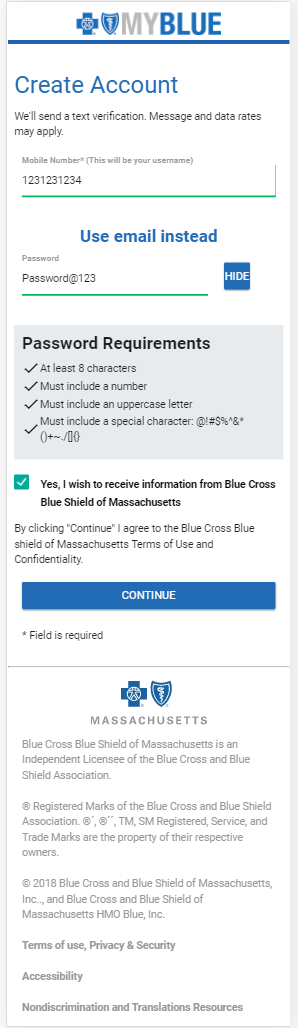 MYBLUE
Create Account
We'll send a text verification. Message and data rates
may apply.
Mobile Number* (This will be your username)
1231231234
Use email instead
Password
Password@123
HIDE
Password Requirements
At least 8 characters
Must include a number
Must include an uppercase letter
Must include a special character: @!#$%^&*
()+~./[]{}
Yes, I wish to receive information from Blue Cross
Blue Shield of Massachusetts
By clicking "Continue" I agree to the Blue Cross Blue
shield of Massachusetts Terms of Use and
Confidentiality.
CONTINUE
* Field is required
MASSACHUSETTS
Blue Cross Blue Shield of Massachusetts is an
Independent Licensee of the Blue Cross and Blue
Shield Association.
® Registered Marks of the Blue Cross and Blue Shield
Association. ®´, ®´´, TM, SM Registered, Service, and
Trade Marks are the property of their respective
owners.
© 2018 Blue Cross and Blue Shield of Massachusetts,
Inc.., and Blue Cross and Blue Shield of
Massachusetts HMO Blue, Inc.
Terms of use, Privacy & Security
Accessibility
Nondiscrimination and Translations Resources